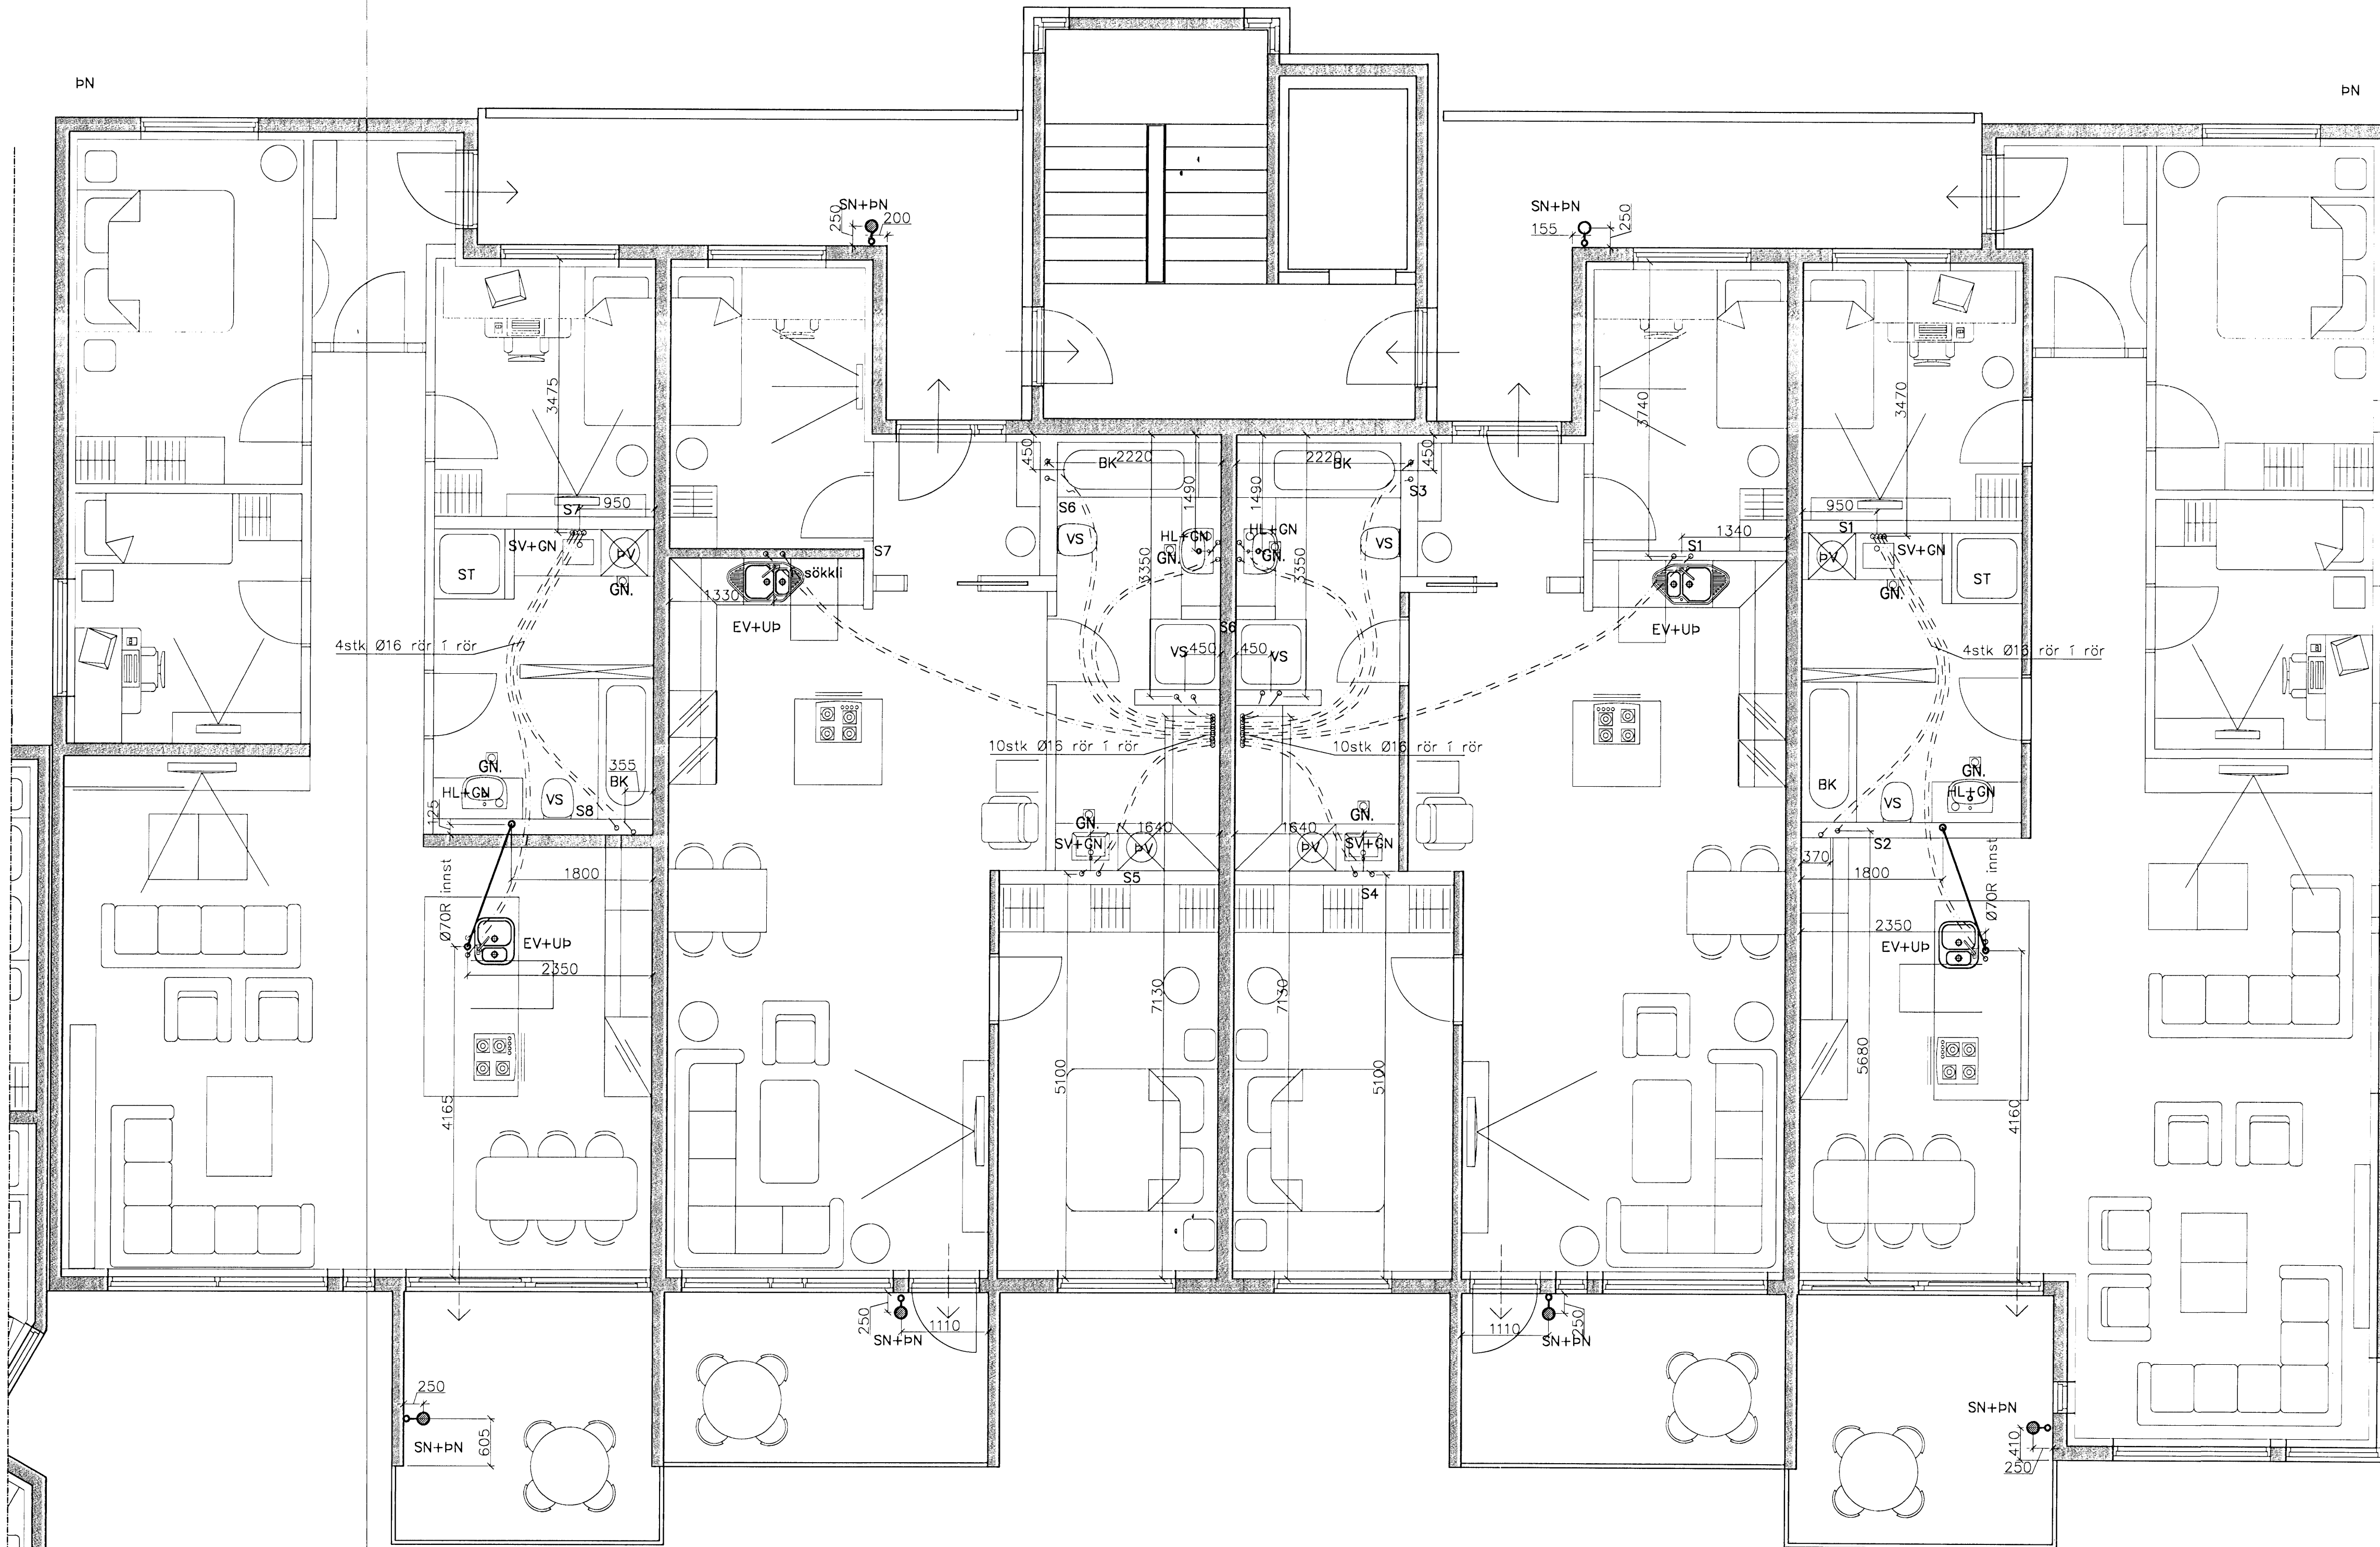 ÞN
ÞN
SN+ÞN
250
200
SN+ÞN
155
250
3475
3740
3470
450
BK
2220
1490
2220
BK
1490
450
S6
VS
HL+GN
GN.
3350
HL+GN
GN.
3350
VS
S3
S7
950
SV+GN
ÞV
ST
GN.
S7
sökkli
1330
EV+UÞ
1340
S1
EV+UÞ
950
S1
SV+GN
ÞV
ST
GN.
4stk Ø16 rör í rör
S6
VS
450
450
VS
4stk Ø16 rör í rör
10stk Ø16 rör í rör
10stk Ø16 rör í rör
GN.
HL+GN
VS
355
BK
S8
125
GN.
1640
SV+GN
ÞV
S5
GN.
1640
ÞV
SV+GN
S4
BK
VS
GN.
HL+GN
S2
370
1800
Ø70R innst
EV+UÞ
2350
1800
Ø70R innst
2350
EV+UÞ
7130
7130
5100
5100
5680
4165
4160
250
1110
SN+ÞN
1110
250
SN+ÞN
250
SN+ÞN
605
SN+ÞN
410
250